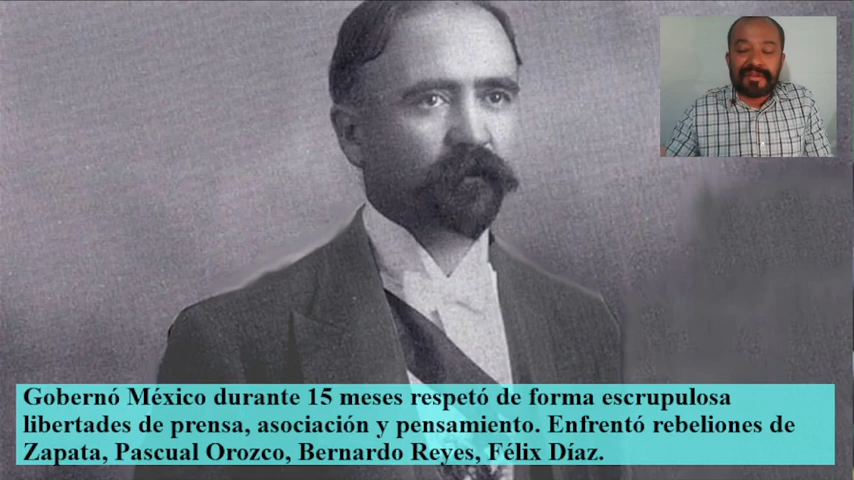 Gobernó México durante 15 meses respetó de forma escrupulosa
libertades de prensa, asociación y pensamiento. Enfrentó rebeliones de
Zapata, Pascual Orozco, Bernardo Reyes, Félix Díaz.